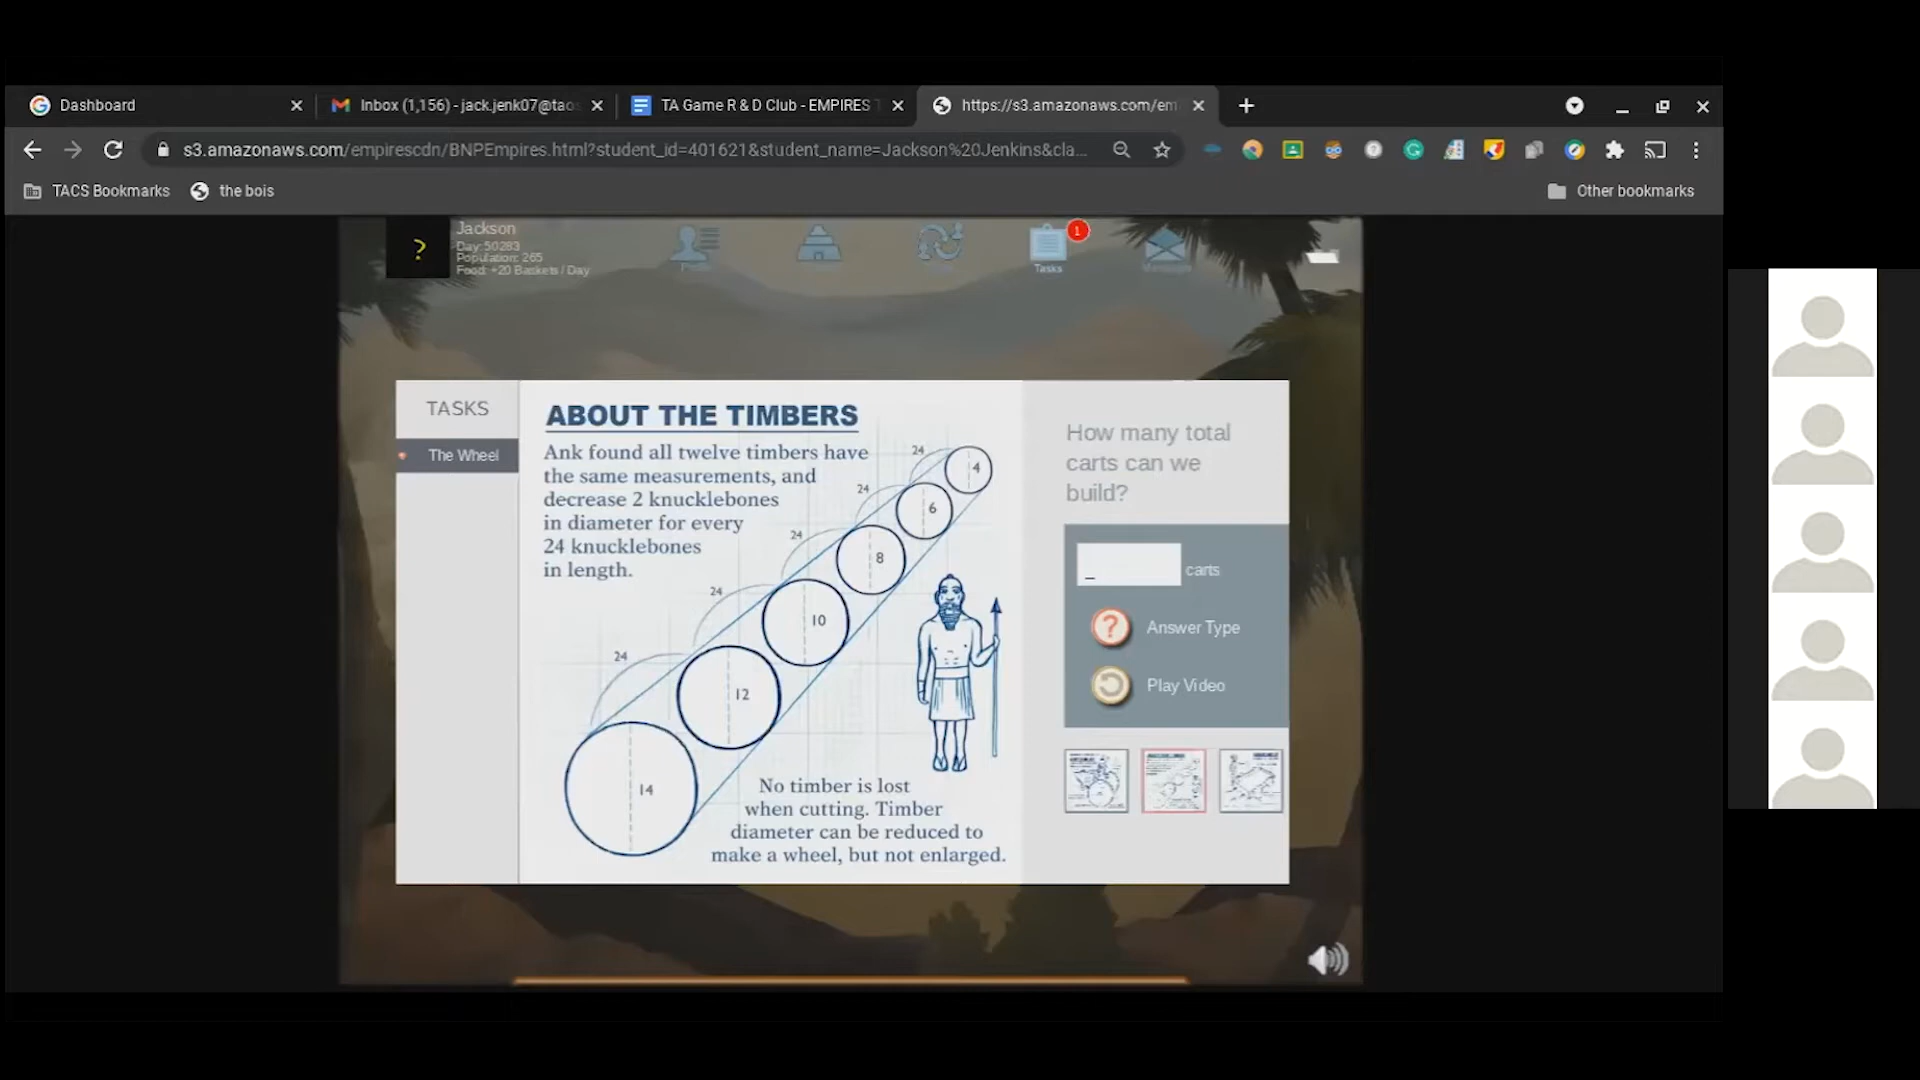 Dashboard
Inbox (1,156) - jack.jenk07@tao
TA Game R & D Club - EMPIRES T
https://s3.amazonaws.com/em
s3.amazonaws.com/empirescdn/BNPEmpires.html?student_id=401621&student_name=Jackson%20Jenkins&cla...
TACS Bookmarks
the bois
Other bookmarks
?
Jackson
Day: 50283
Population: 265
Food: +20 Baskets / Day
Tasks
1
TASKS
The Wheel
ABOUT THE TIMBERS
Ank found all twelve timbers have
the same measurements, and
decrease 2 knucklebones
in diameter for every
24 knucklebones
in length.
24
4
24
6
24
8
24
10
24
12
14
No timber is lost
when cutting. Timber
diameter can be reduced to
make a wheel, but not enlarged.
How many total
carts can we
build?
_
carts
?
Answer Type
Play Video